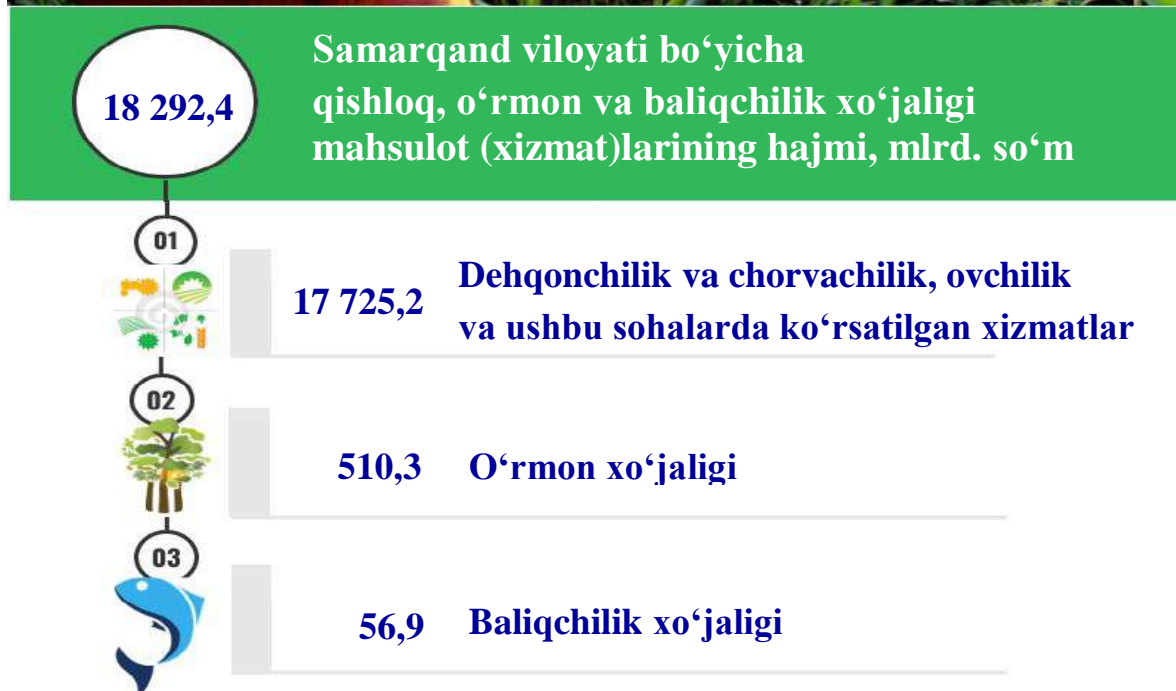 18 292,4
Samarqand viloyati bo‘yicha
qishloq, o‘rmon va baliqchilik xo‘jaligi
mahsulot (xizmat)larining hajmi, mlrd. so‘m
01
17 725,2
Dehqonchilik va chorvachilik, ovchilik
va ushbu sohalarda ko‘rsatilgan xizmatlar
02
510,3
O‘rmon xo‘jaligi
03
56,9
Baliqchilik xo‘jaligi